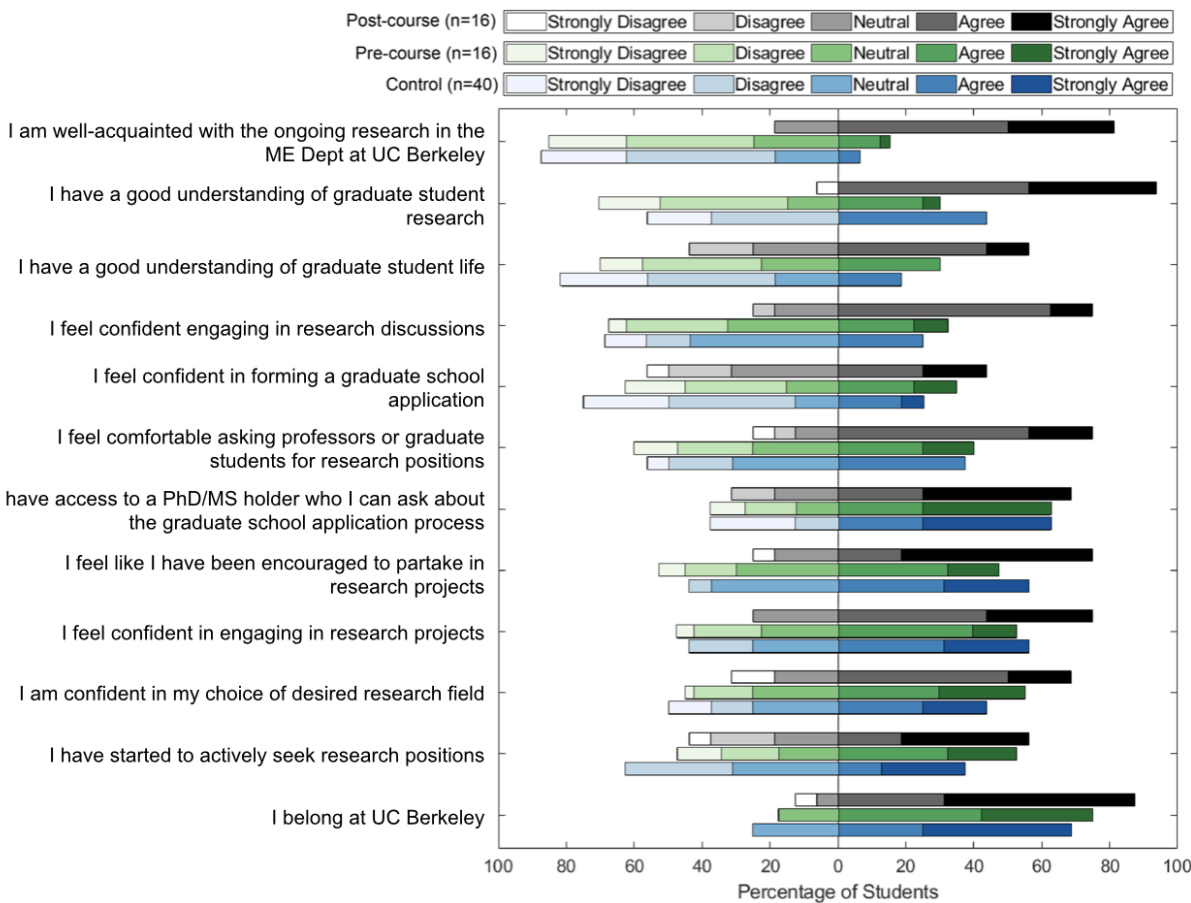 Post-course (n=16) Strongly Disagree Disagree Neutral Agree Strongly Agree
Pre-course (n=16) Strongly Disagree Disagree Neutral Agree Strongly Agree
Control (n=40) Strongly Disagree Disagree Neutral Agree Strongly Agree
I am well-acquainted with the ongoing research in the
ME Dept at UC Berkeley
I have a good understanding of graduate student
research
I have a good understanding of graduate student life
I feel confident engaging in research discussions
I feel confident in forming a graduate school
application
I feel comfortable asking professors or graduate
students for research positions
have access to a PhD/MS holder who I can ask about
the graduate school application process
I feel like I have been encouraged to partake in
research projects
I feel confident in engaging in research projects
I am confident in my choice of desired research field
I have started to actively seek research positions
I belong at UC Berkeley
100 80 60 40 20 0 20 40 60 80 100
Percentage of Students